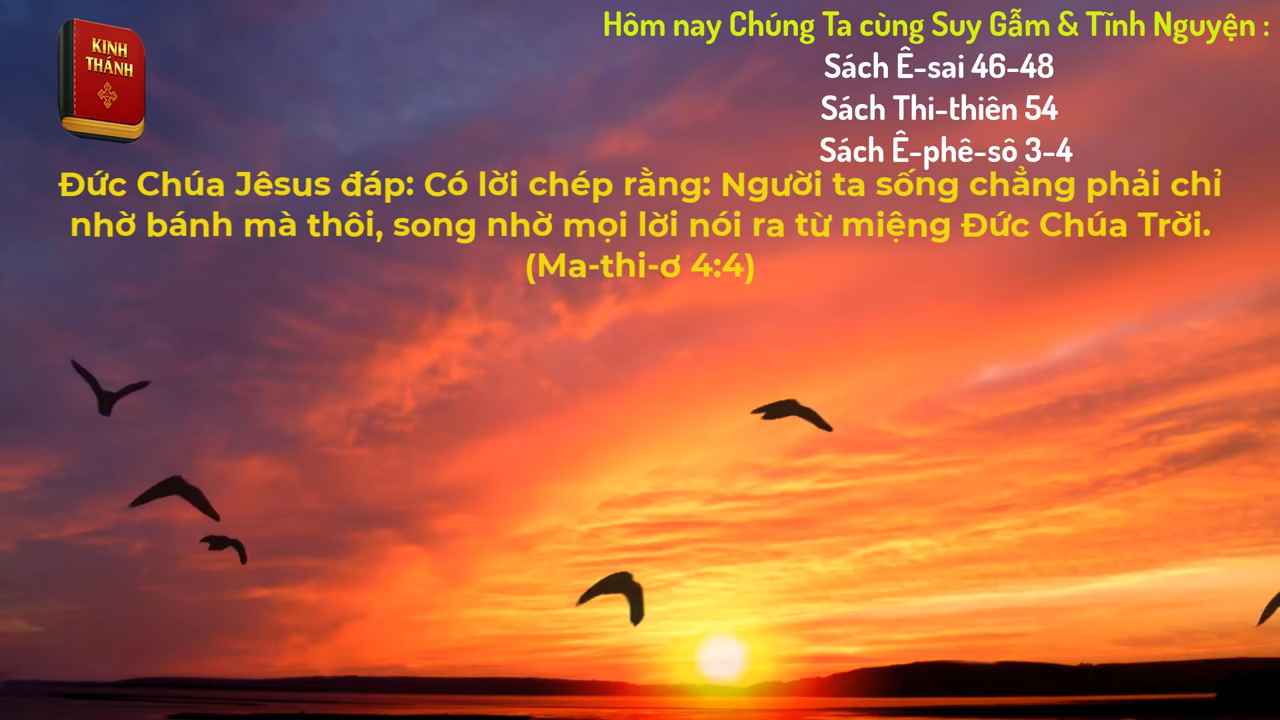 KINH
THÁNH
Hôm nay Chúng Ta cùng Suy Gẫm & Tĩnh Nguyện :
Sách Ê-sai 46-48
Sách Thi-thiên 54
Sách Ê-phê-sô 3-4
Đức Chúa Jêsus đáp: Có lời chép rằng: Người ta sống chẳng phải chỉ
nhờ bánh mà thôi, song nhờ mọi lời nói ra từ miệng Đức Chúa Trời.
(Ma-thi-ơ 4:4)